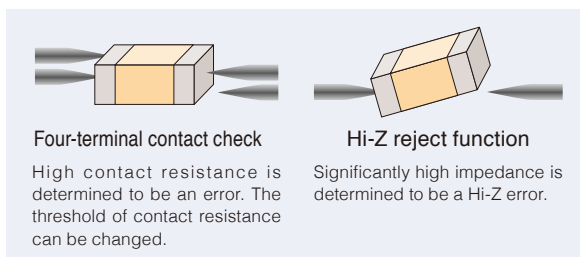 Four-terminal contact check
High contact resistance is
determined to be an error. The
threshold of contact resistance
can be changed.
Hi-Z reject function
Significantly high impedance is
determined to be a Hi-Z error.